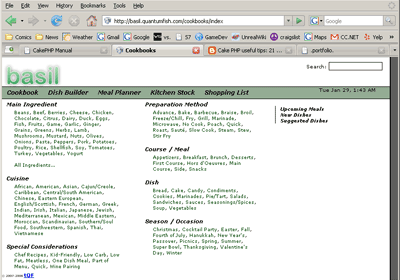 File Edit View History Bookmarks Tools Help
http://basil.quantumfish.com/cookbooks/index
Google
Comics News Weather Gmail Google vs. S7 GameDev UnrealWiki craigslist Maps CC.NET Yelp
CakePHP Manual Cookbooks Cake PHP useful tips: 21 ... .portfolio.
basil
Search:
Cookbook Dish Builder Meal Planner Kitchen Stock Shopping List
Tue Jan 29, 1:43 AM
Main Ingredient
Beans, Beef, Berries, Cheese, Chicken,
Chocolate, Citrus, Dairy, Duck, Eggs,
Fish, Fruits, Game, Garlic, Ginger,
Grains, Greens, Herbs, Lamb,
Mushrooms, Mustard, Nuts, Olives,
Onions, Pasta, Peppers, Pork, Potatoes,
Poultry, Rice, Shellfish, Soy, Tomatoes,
Turkey, Vegetables, Yogurt
All Ingredients...
Cuisine
African, American, Asian, Cajun/Creole,
Caribbean, Central/South American,
Chinese, Eastern European,
English/Scottish, French, German, Greek,
Indian, Irish, Italian, Japanese, Jewish,
Mediterranean, Mexican, Middle Eastern,
Moroccan, Scandinavian, Southern/Soul
Food, Southwestern, Spanish, Thai,
Vietnamese
Special Considerations
Chef Recipes, Kid-Friendly, Low Carb, Low
Fat, Meatless, One Dish Meal, Part of
Menu, Quick, Wine Pairing
Preparation Method
Advance, Bake, Barbecue, Braise, Broil,
Freeze/Chill, Fry, Grill, Marinade,
Microwave, No Cook, Poach, Quick,
Roast, Sauté, Slow Cook, Steam, Stew,
Stir Fry
Course / Meal
Appetizers, Breakfast, Brunch, Desserts,
First Course, Hors d'Oeuvres, Main
Course, Side, Snacks
Dish
Bread, Cake, Candy, Condiments,
Cookies, Marinades, Pie/Tart, Salads,
Sandwiches, Sauces, Seasonings/Spices,
Soup, Vegetables
Season / Occasion
Christmas, Cocktail Party, Easter, Fall,
Fourth of July, Hanukkah, New Year's,
Passover, Picnics, Spring, Summer,
Super Bowl, Thanksgiving, Valentine's
Day, Winter
Upcoming Meals
New Dishes
Suggested Dishes